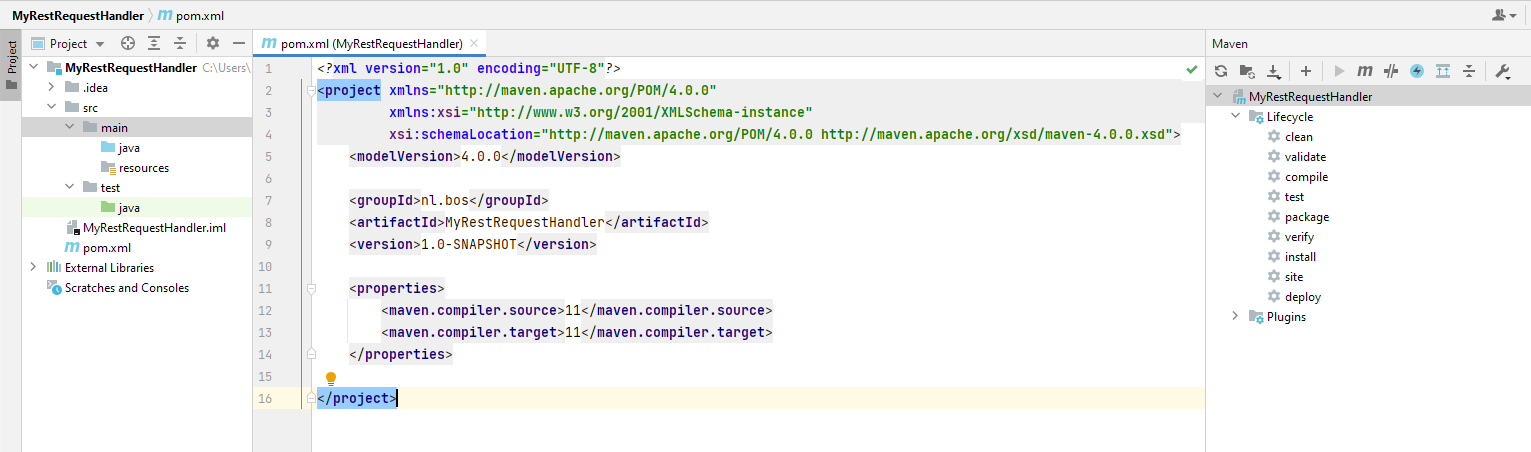 MyRestRequestHandler pom.xml
Project
Project
MyRestRequestHandler C:\Users\
.idea
src
main
java
resources
test
java
MyRestRequestHandler.iml
pom.xml
External Libraries
Scratches and Consoles
pom.xml (MyRestRequestHandler)
1 <?xml version="1.0" encoding="UTF-8"?>
2 <project xmlns="http://maven.apache.org/POM/4.0.0"
3 xmlns:xsi="http://www.w3.org/2001/XMLSchema-instance"
4 xsi:schemaLocation="http://maven.apache.org/POM/4.0.0 http://maven.apache.org/xsd/maven-4.0.0.xsd">
5 <modelVersion>4.0.0</modelVersion>
6
7 <groupId>nl.bos</groupId>
8 <artifactId>MyRestRequestHandler</artifactId>
9 <version>1.0-SNAPSHOT</version>
10
11 <properties>
12 <maven.compiler.source>11</maven.compiler.source>
13 <maven.compiler.target>11</maven.compiler.target>
14 </properties>
15
16 </project>
Maven
MyRestRequestHandler
Lifecycle
clean
validate
compile
test
package
verify
install
site
deploy
Plugins